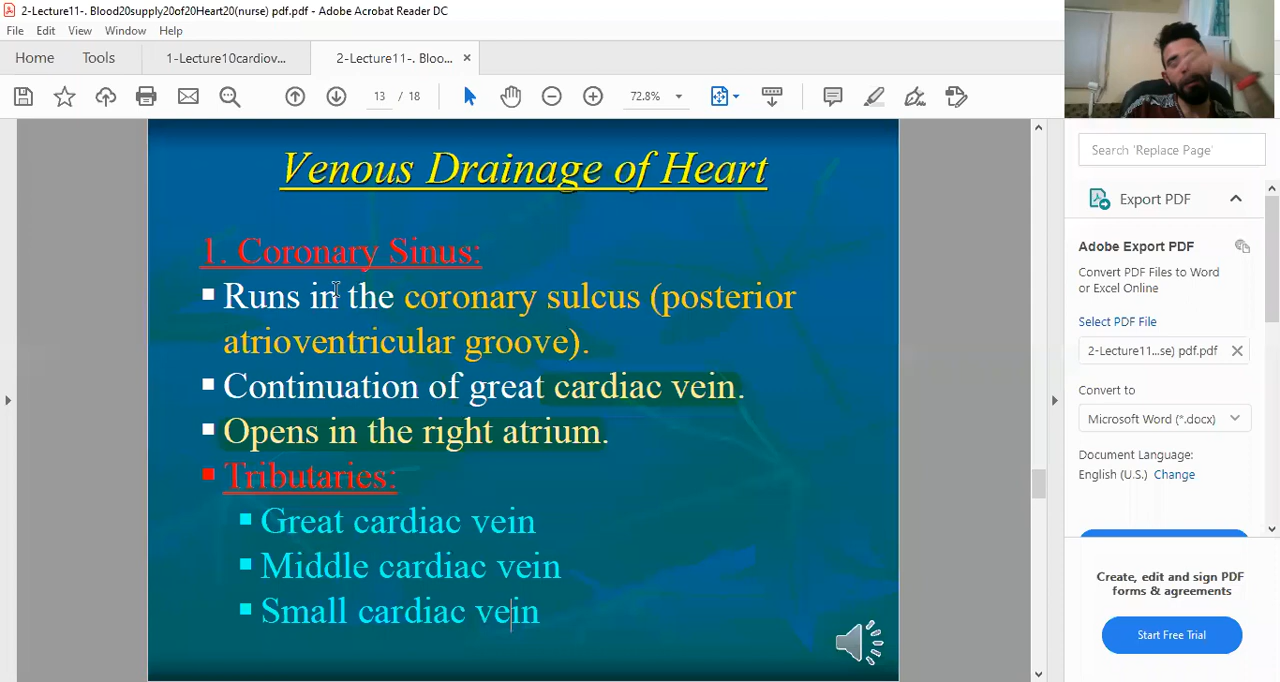 2-Lecture11-. Blood20supply20of20Heart20(nurse) pdf.pdf - Adobe Acrobat Reader DC
File Edit View Window Help
Home Tools 1-Lecture10cardiov... 2-Lecture11-. Bloo... ×
13 / 18 72.8%
Venous Drainage of Heart
1. Coronary Sinus:
Runs in the coronary sulcus (posterior
atrioventricular groove).
Continuation of great cardiac vein.
Opens in the right atrium.
Tributaries:
Great cardiac vein
Middle cardiac vein
Small cardiac vein
Search 'Replace Page'
Export PDF
Adobe Export PDF
Convert PDF Files to Word
or Excel Online
Select PDF File
2-Lecture11...se) pdf.pdf
Convert to
Microsoft Word (*.docx)
Document Language:
English (U.S.) Change
Create, edit and sign PDF
forms & agreements
Start Free Trial